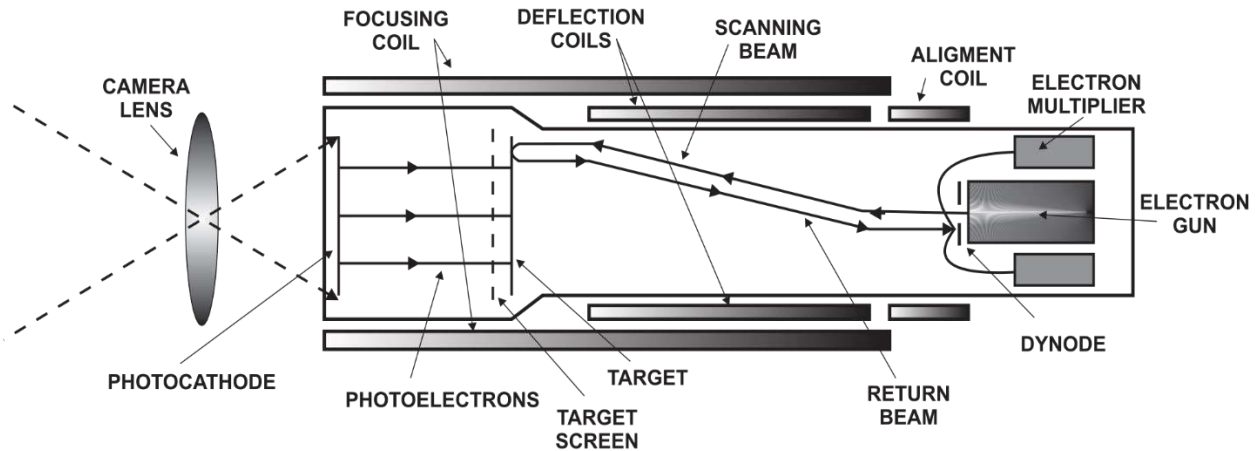 FOCUSING
COIL
DEFLECTION
COILS
SCANNING
BEAM
ALIGMENT
COIL
ELECTRON
MULTIPLIER
CAMERA
LENS
ELECTRON
GUN
DYNODE
PHOTOCATHODE
PHOTOELECTRONS
TARGET
TARGET
SCREEN
RETURN
BEAM